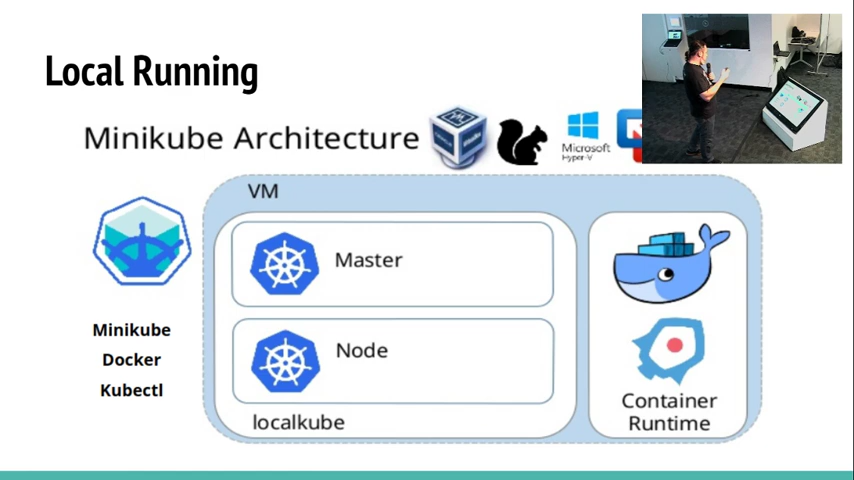 Local Running
Minikube Architecture
Microsoft
Hyper-V
VM
Master
Minikube
Docker
Kubectl
Node
localkube
Container
Runtime